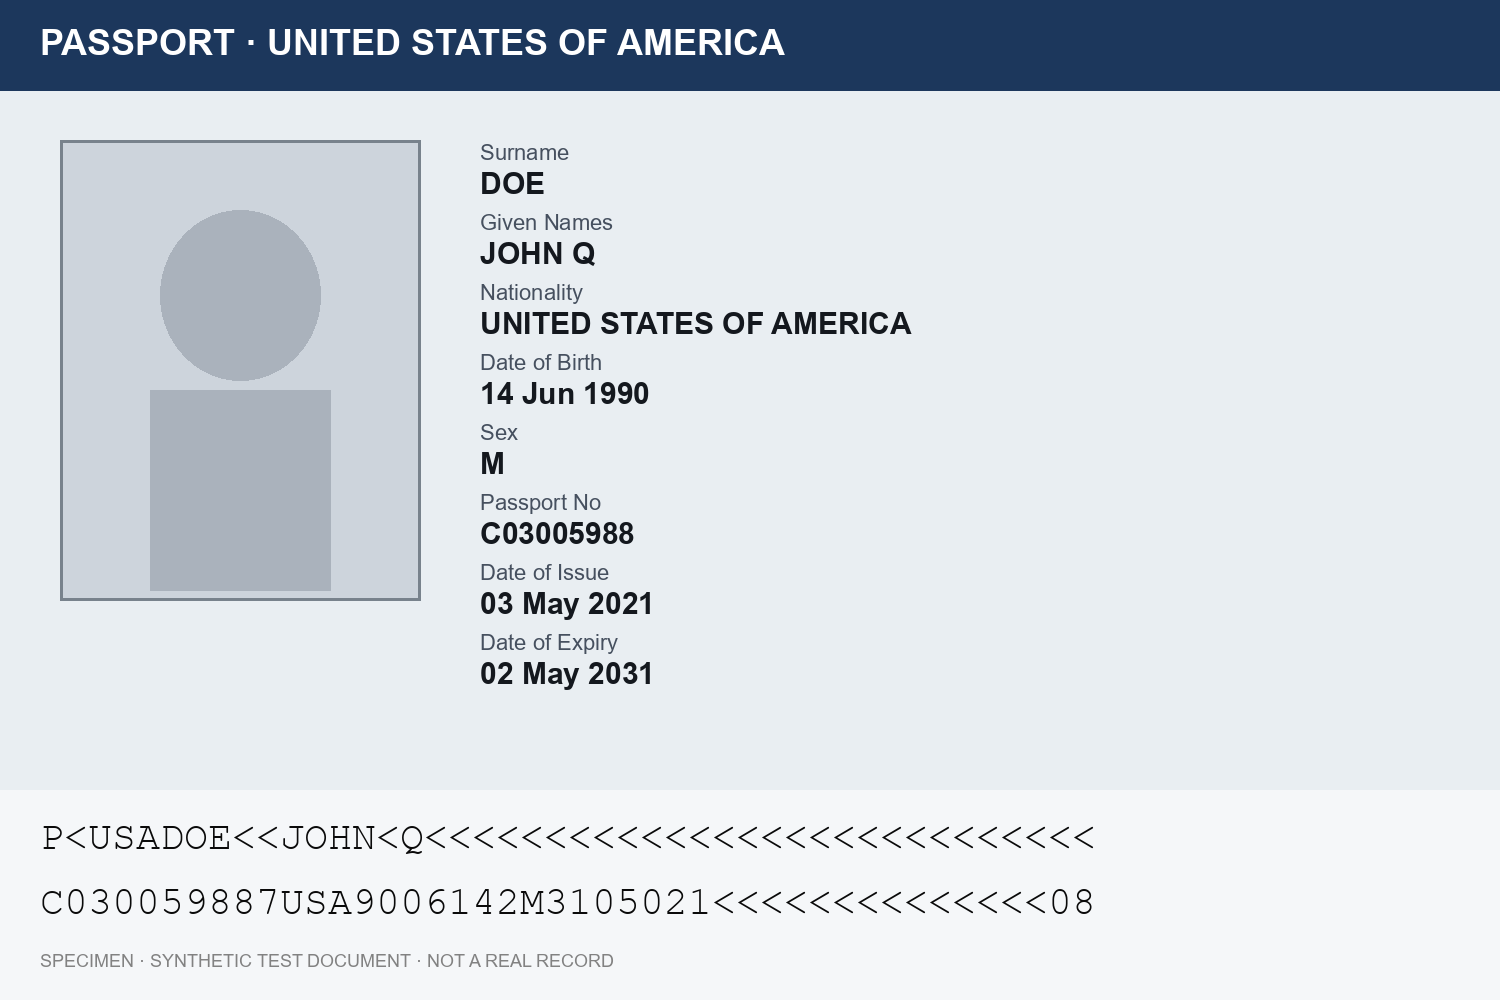 PASSPORT · UNITED STATES OF AMERICA
Surname
DOE
Given Names
JOHN Q
Nationality
UNITED STATES OF AMERICA
Date of Birth
14 Jun 1990
Sex
M
Passport No
C03005988
Date of Issue
03 May 2021
Date of Expiry
02 May 2031
P<USADOE<<JOHN<Q<<<<<<<<<<<<<<<<<<<<<<<<<<<<
C030059887USA9006142M3105021<<<<<<<<<<<<<<08
SPECIMEN · SYNTHETIC TEST DOCUMENT · NOT A REAL RECORD